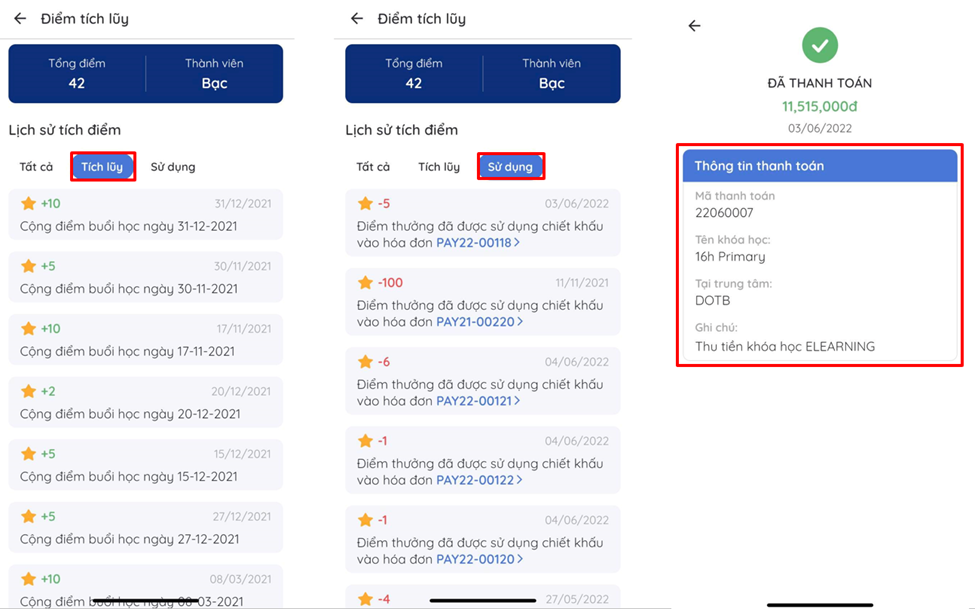 Điểm tích lũy
Tổng điểm
42
Thành viên
Bạc
Lịch sử tích điểm
Tất cả
Tích lũy
Sử dụng
+10
31/12/2021
Cộng điểm buổi học ngày 31-12-2021
+5
30/11/2021
Cộng điểm buổi học ngày 30-11-2021
+10
17/11/2021
Cộng điểm buổi học ngày 17-11-2021
+2
20/12/2021
Cộng điểm buổi học ngày 20-12-2021
+5
15/12/2021
Cộng điểm buổi học ngày 15-12-2021
+5
27/12/2021
Cộng điểm buổi học ngày 27-12-2021
+10
08/03/2021
Cộng điểm buổi học ngày 08-03-2021
Điểm tích lũy
Tổng điểm
42
Thành viên
Bạc
Lịch sử tích điểm
Tất cả
Tích lũy
Sử dụng
-5
03/06/2022
Điểm thưởng đã được sử dụng chiết khấu
vào hóa đơn PAY22-00118
-100
11/11/2021
Điểm thưởng đã được sử dụng chiết khấu
vào hóa đơn PAY21-00220
-6
04/06/2022
Điểm thưởng đã được sử dụng chiết khấu
vào hóa đơn PAY22-00121
-1
04/06/2022
Điểm thưởng đã được sử dụng chiết khấu
vào hóa đơn PAY22-00122
-1
04/06/2022
Điểm thưởng đã được sử dụng chiết khấu
vào hóa đơn PAY22-00120
-4
27/05/2022
ĐÃ THANH TOÁN
11,515,000đ
03/06/2022
Thông tin thanh toán
Mã thanh toán
22060007
Tên khóa học:
16h Primary
Tại trung tâm:
DOTB
Ghi chú:
Thu tiền khóa học ELEARNING